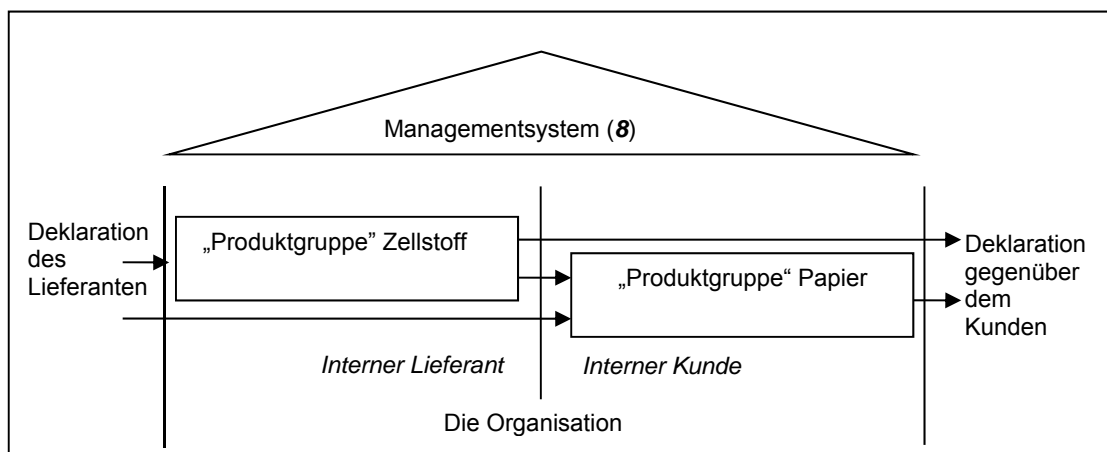 Managementsystem (8)
Deklaration
des
Lieferanten
„Produktgruppe” Zellstoff
„Produktgruppe“ Papier
Deklaration
gegenüber
dem
Kunden
Interner Lieferant
Interner Kunde
Die Organisation